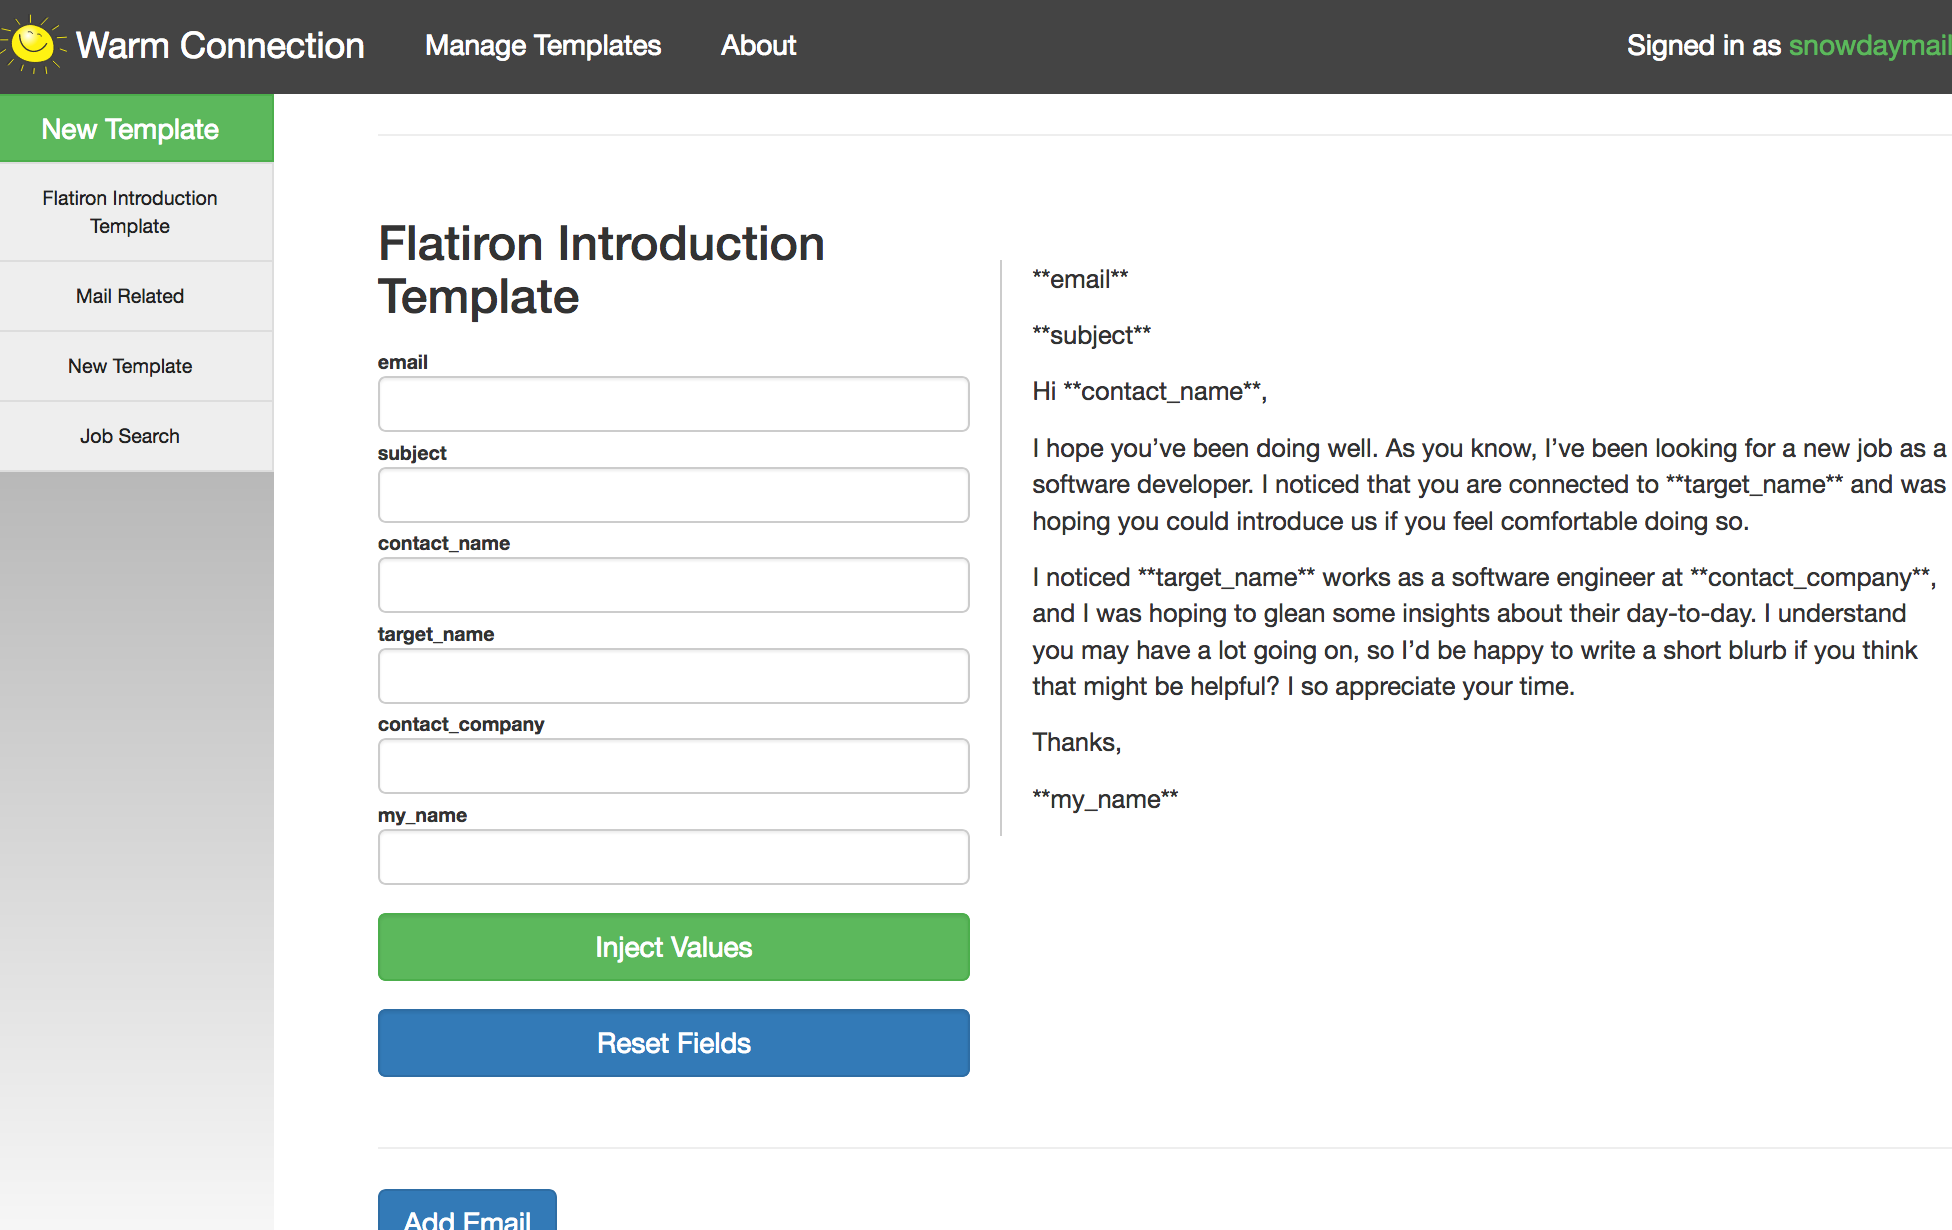 Warm Connection
Manage Templates
About
Signed in as snowdaymail
New Template
Flatiron Introduction
Template
Mail Related
New Template
Job Search
Flatiron Introduction
Template
email
subject
contact_name
target_name
contact_company
my_name
Inject Values
Reset Fields
Add Email
**email**
**subject**
Hi **contact_name**,
I hope you’ve been doing well. As you know, I’ve been looking for a new job as a
software developer. I noticed that you are connected to **target_name** and was
hoping you could introduce us if you feel comfortable doing so.
I noticed **target_name** works as a software engineer at **contact_company**,
and I was hoping to glean some insights about their day-to-day. I understand
you may have a lot going on, so I’d be happy to write a short blurb if you think
that might be helpful? I so appreciate your time.
Thanks,
**my_name**